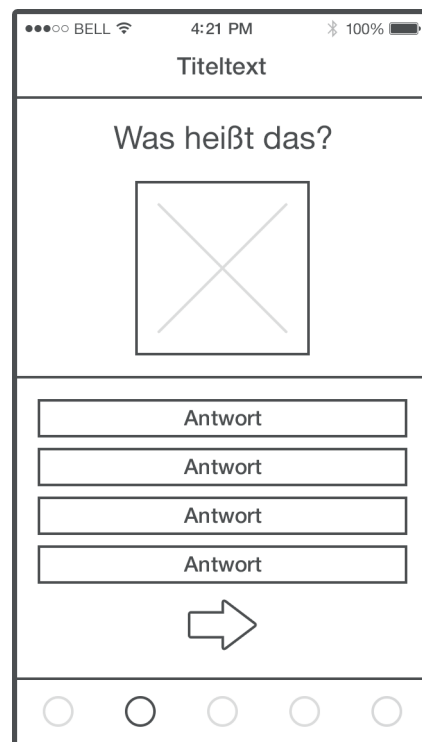 BELL 4:21 PM 100%
Titeltext
Was heißt das?
Antwort
Antwort
Antwort
Antwort